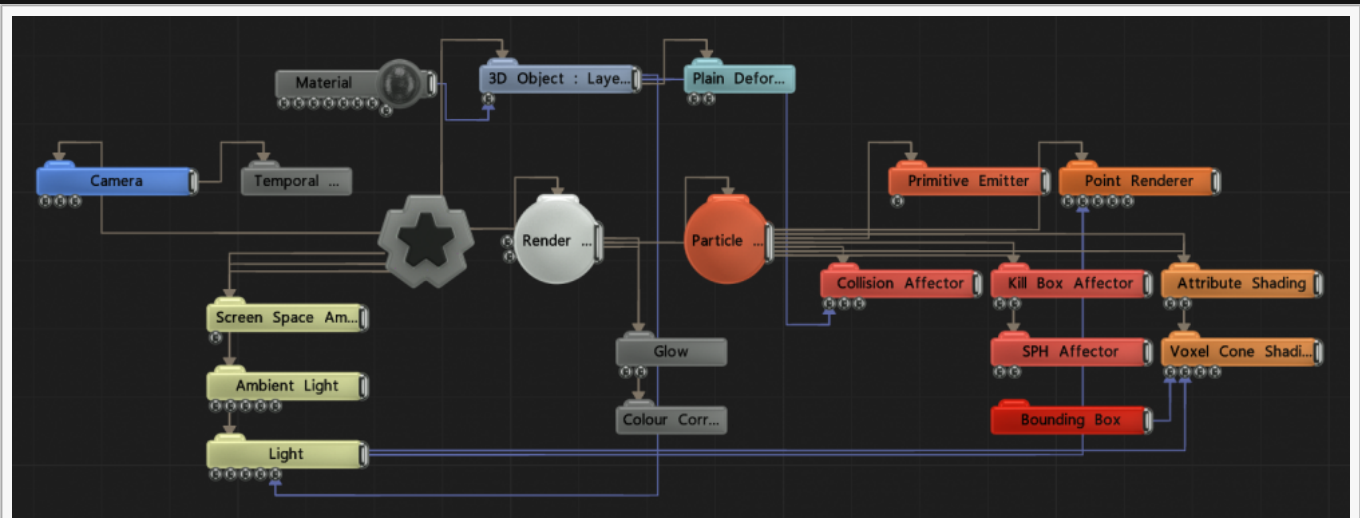 Material
3D Object : Laye...
Plain Defor...
Camera
Temporal ...
Primitive Emitter
Point Renderer
Render ...
Particle ...
Collision Affector
Kill Box Affector
Attribute Shading
Screen Space Am...
Glow
SPH Affector
Voxel Cone Shadi...
Ambient Light
Colour Corr...
Bounding Box
Light